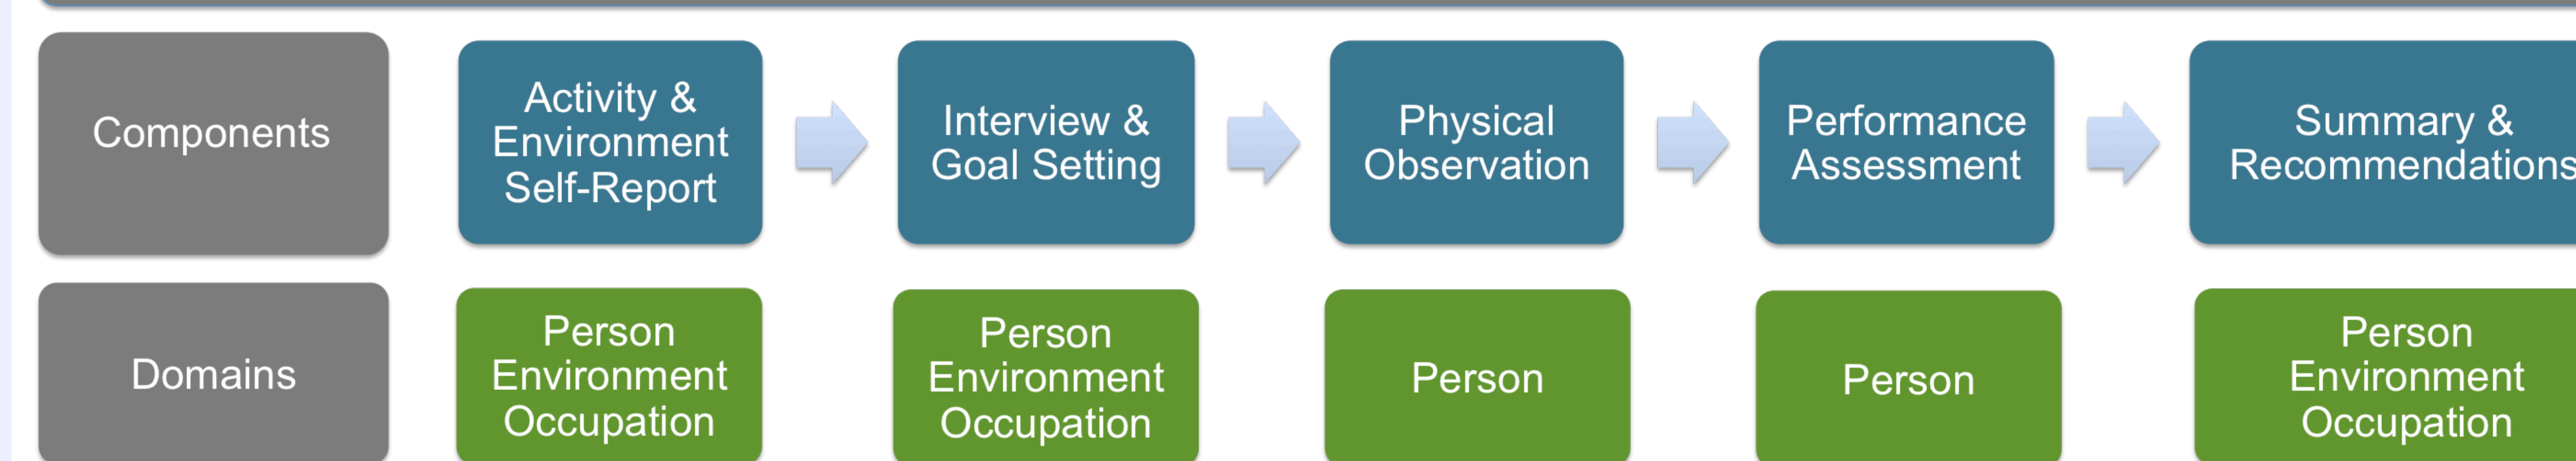 Components
Activity &
Environment
Self-Report
Interview &
Goal Setting
Physical
Observation
Performance
Assessment
Summary &
Recommendations
Domains
Person
Environment
Occupation
Person
Environment
Occupation
Person
Person
Person
Environment
Occupation